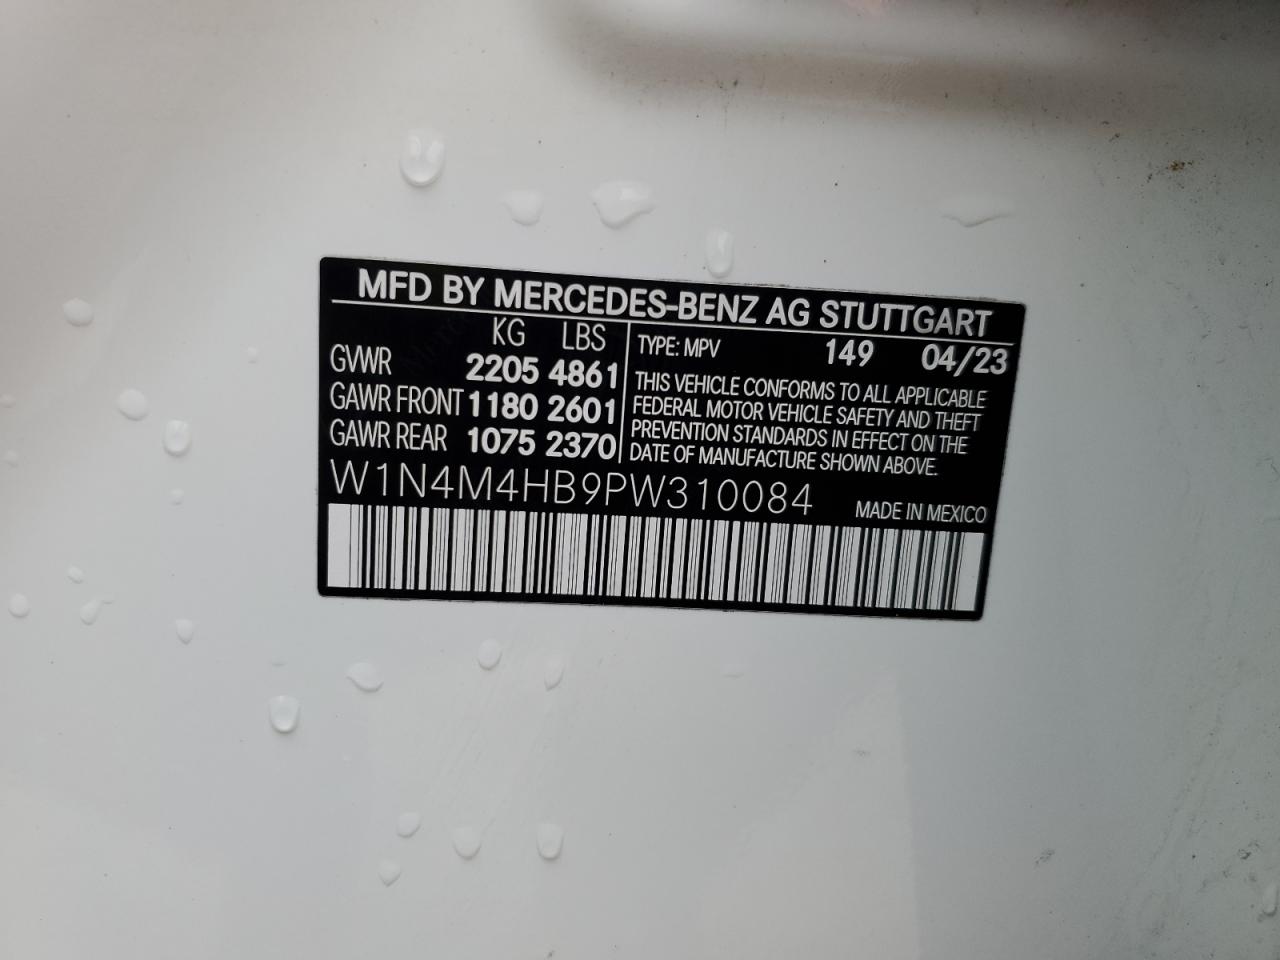 MFD BY MERCEDES-BENZ AG STUTTGART
KG LBS
GVWR 2205 4861
GAWR FRONT 1180 2601
GAWR REAR 1075 2370
TYPE: MPV 149 04/23
THIS VEHICLE CONFORMS TO ALL APPLICABLE
FEDERAL MOTOR VEHICLE SAFETY AND THEFT
PREVENTION STANDARDS IN EFFECT ON THE
DATE OF MANUFACTURE SHOWN ABOVE.
W1N4M4HB9PW310084
MADE IN MEXICO